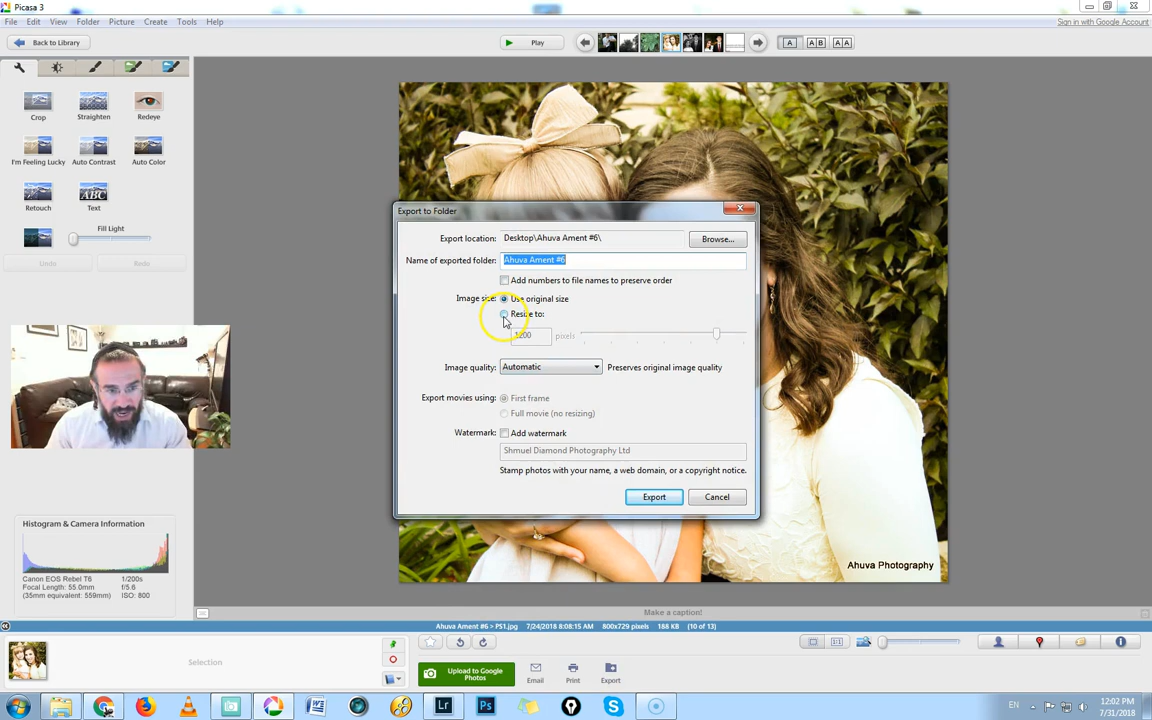 Picasa 3
File Edit View Folder Picture Create Tools Help
Sign in with Google Account
Back to Library
Play
A A B A A
Crop Straighten Redeye
I'm Feeling Lucky Auto Contrast Auto Color
ABC
Retouch Text
Fill Light
Undo Redo
Export to Folder
Export location: Desktop\Ahuva Ament #6\ Browse...
Name of exported folder: Ahuva Ament #6
Add numbers to file names to preserve order
Image size: Use original size
Resize to:
1200 pixels
Image quality: Automatic Preserves original image quality
Export movies using: First frame
Full movie (no resizing)
Watermark: Add watermark
Shmuel Diamond Photography Ltd
Stamp photos with your name, a web domain, or a copyright notice.
Export Cancel
Histogram & Camera Information
Canon EOS Rebel T6 1/200s
Focal Length: 55.0mm f/5.6
(35mm equivalent: 559mm) ISO: 800
Ahuva Photography
Make a caption!
Ahuva Ament #6 > PS1.jpg 7/24/2018 8:08:15 AM 800x729 pixels 188 KB (10 of 13)
Selection
1:1
Upload to Google Photos
Email Print Export
Lr Ps
EN 12:02 PM
7/31/2018